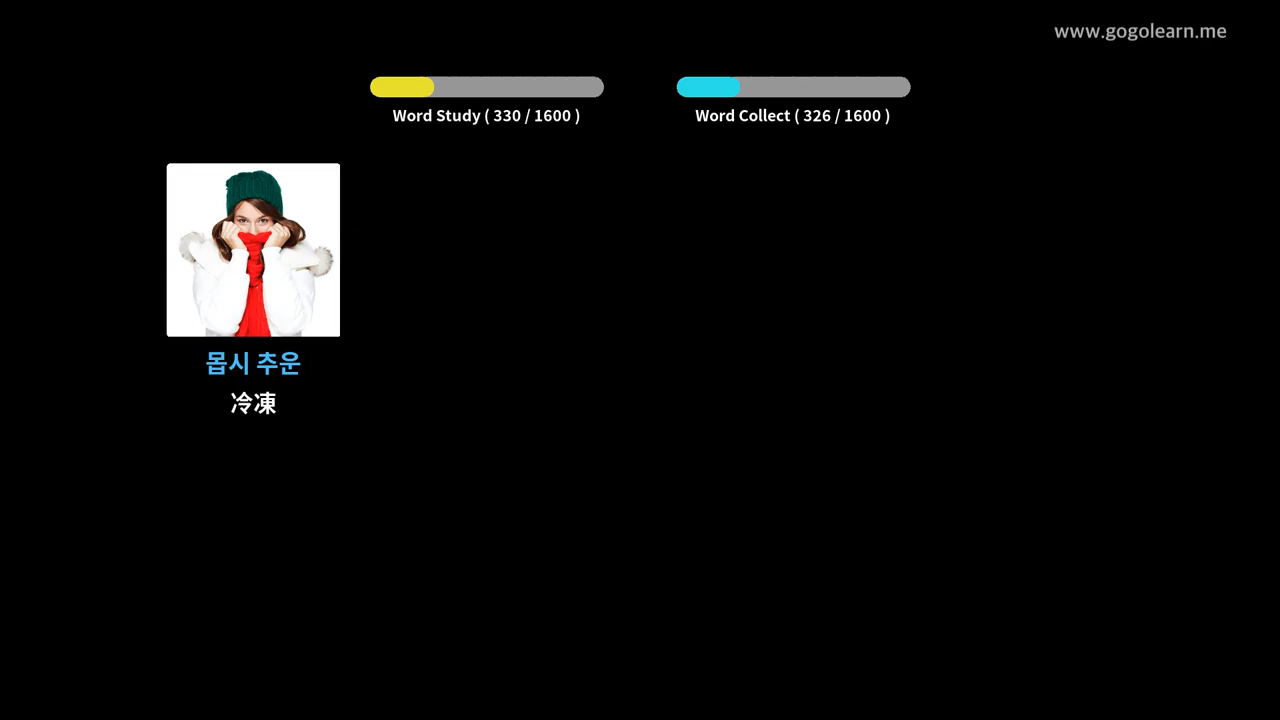 www.gogolearn.me
Word Study ( 330 / 1600 )
Word Collect ( 326 / 1600 )
몹시 추운
冷凍